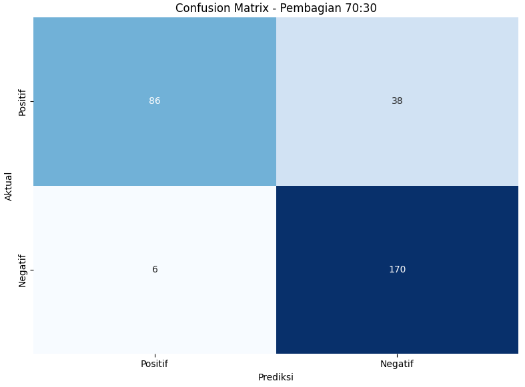 Confusion Matrix - Pembagian 70:30
Aktual
Positif
86
38
Negatif
6
170
Positif
Negatif
Prediksi